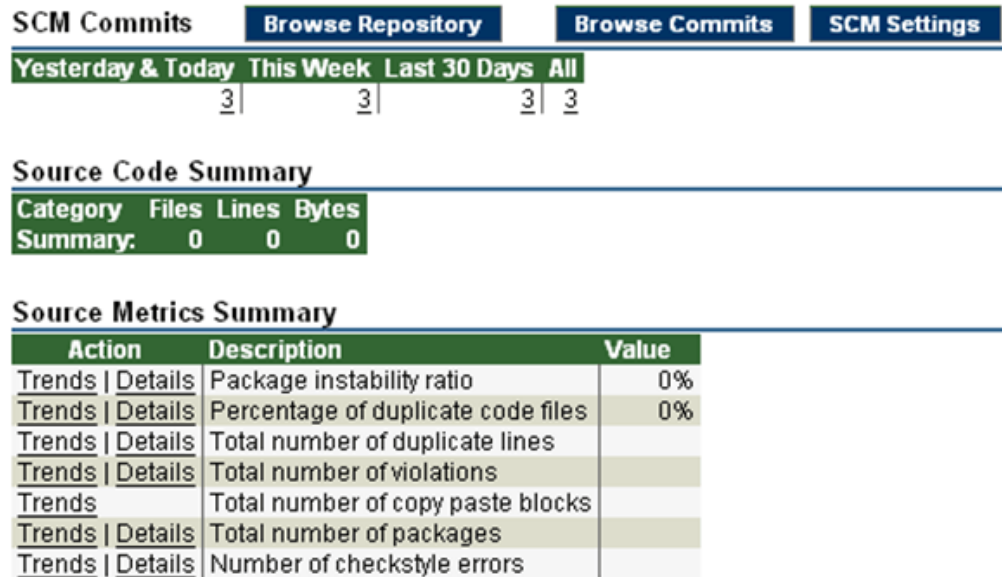 SCM Commits Browse Repository Browse Commits SCM Settings
Yesterday & Today This Week Last 30 Days All
3 3 3 3
Source Code Summary
Category Files Lines Bytes
Summary: 0 0 0
Source Metrics Summary
Action Description Value
Trends | Details Package instability ratio 0%
Trends | Details Percentage of duplicate code files 0%
Trends | Details Total number of duplicate lines
Trends | Details Total number of violations
Trends Total number of copy paste blocks
Trends | Details Total number of packages
Trends | Details Number of checkstyle errors